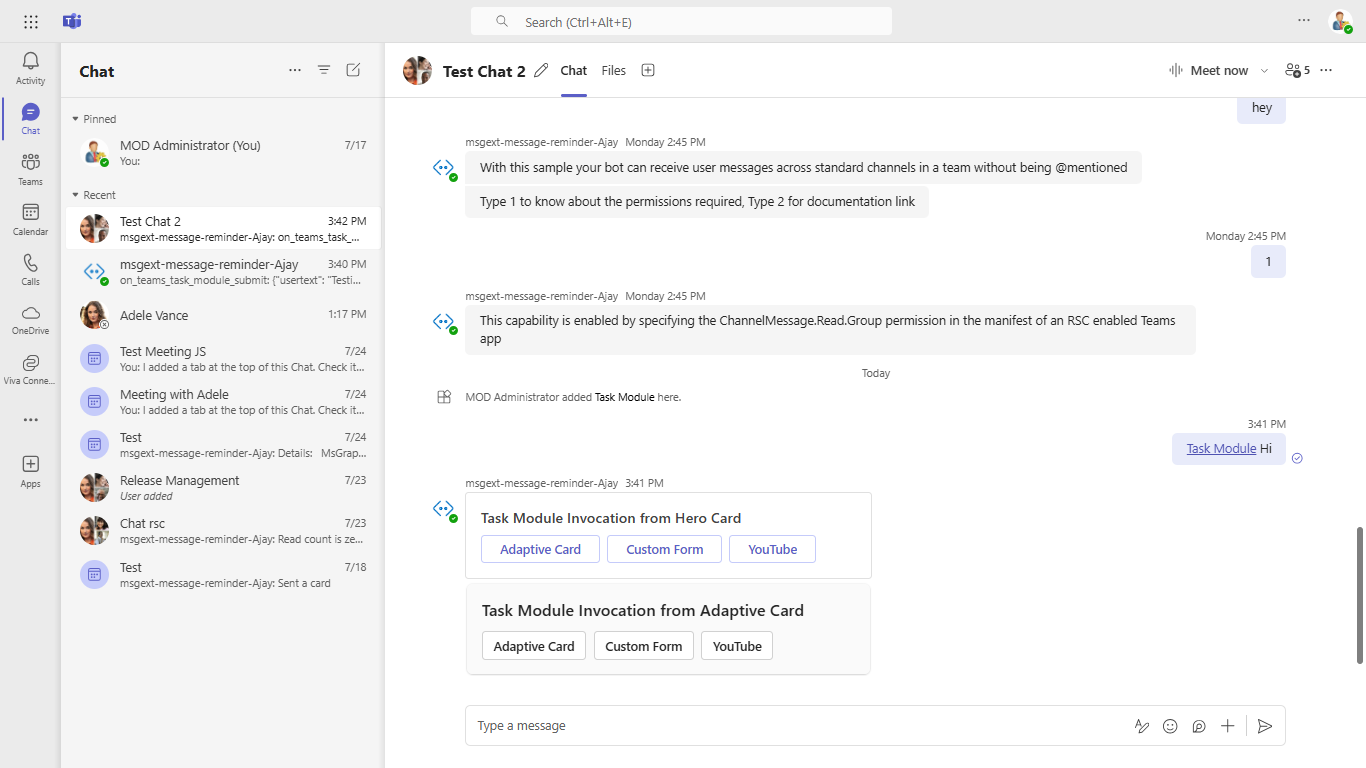 Search (Ctrl+Alt+E)
Activity
Chat
Teams
Calendar
Calls
OneDrive
Viva Conne...
Apps
Chat
Pinned
MOD Administrator (You) 7/17
You:
Recent
Test Chat 2 3:42 PM
msgext-message-reminder-Ajay: on_teams_task_...
msgext-message-reminder-Ajay 3:40 PM
on_teams_task_module_submit: {"usertext": "Testi...
Adele Vance 1:17 PM
Test Meeting JS 7/24
You: I added a tab at the top of this Chat. Check it...
Meeting with Adele 7/24
You: I added a tab at the top of this Chat. Check it...
Test 7/24
msgext-message-reminder-Ajay: Details: MsGrap...
Release Management 7/23
User added
Chat rsc 7/23
msgext-message-reminder-Ajay: Read count is ze...
Test 7/18
msgext-message-reminder-Ajay: Sent a card
Test Chat 2 Chat Files Meet now 5
hey
msgext-message-reminder-Ajay Monday 2:45 PM
With this sample your bot can receive user messages across standard channels in a team without being @mentioned
Type 1 to know about the permissions required, Type 2 for documentation link
Monday 2:45 PM
1
msgext-message-reminder-Ajay Monday 2:45 PM
This capability is enabled by specifying the ChannelMessage.Read.Group permission in the manifest of an RSC enabled Teams
app
Today
MOD Administrator added Task Module here.
3:41 PM
Task Module Hi
msgext-message-reminder-Ajay 3:41 PM
Task Module Invocation from Hero Card
Adaptive Card Custom Form YouTube
Task Module Invocation from Adaptive Card
Adaptive Card Custom Form YouTube
Type a message